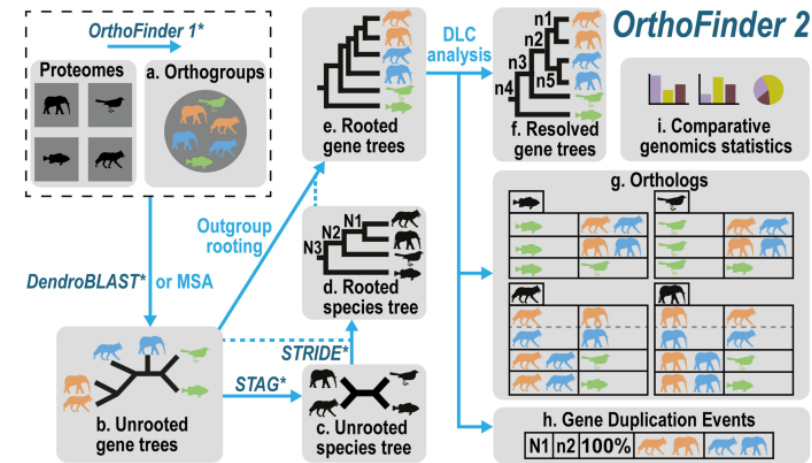 OrthoFinder 1*
OrthoFinder 2
Proteomes
a. Orthogroups
DLC
analysis
n1
n2
n3
n4
n5
e. Rooted
gene trees
f. Resolved
gene trees
i. Comparative
genomics statistics
g. Orthologs
Outgroup
rooting
N1
N2
N3
d. Rooted
species tree
DendroBLAST* or MSA
STRIDE*
STAG*
b. Unrooted
gene trees
c. Unrooted
species tree
h. Gene Duplication Events
N1 n2 100%